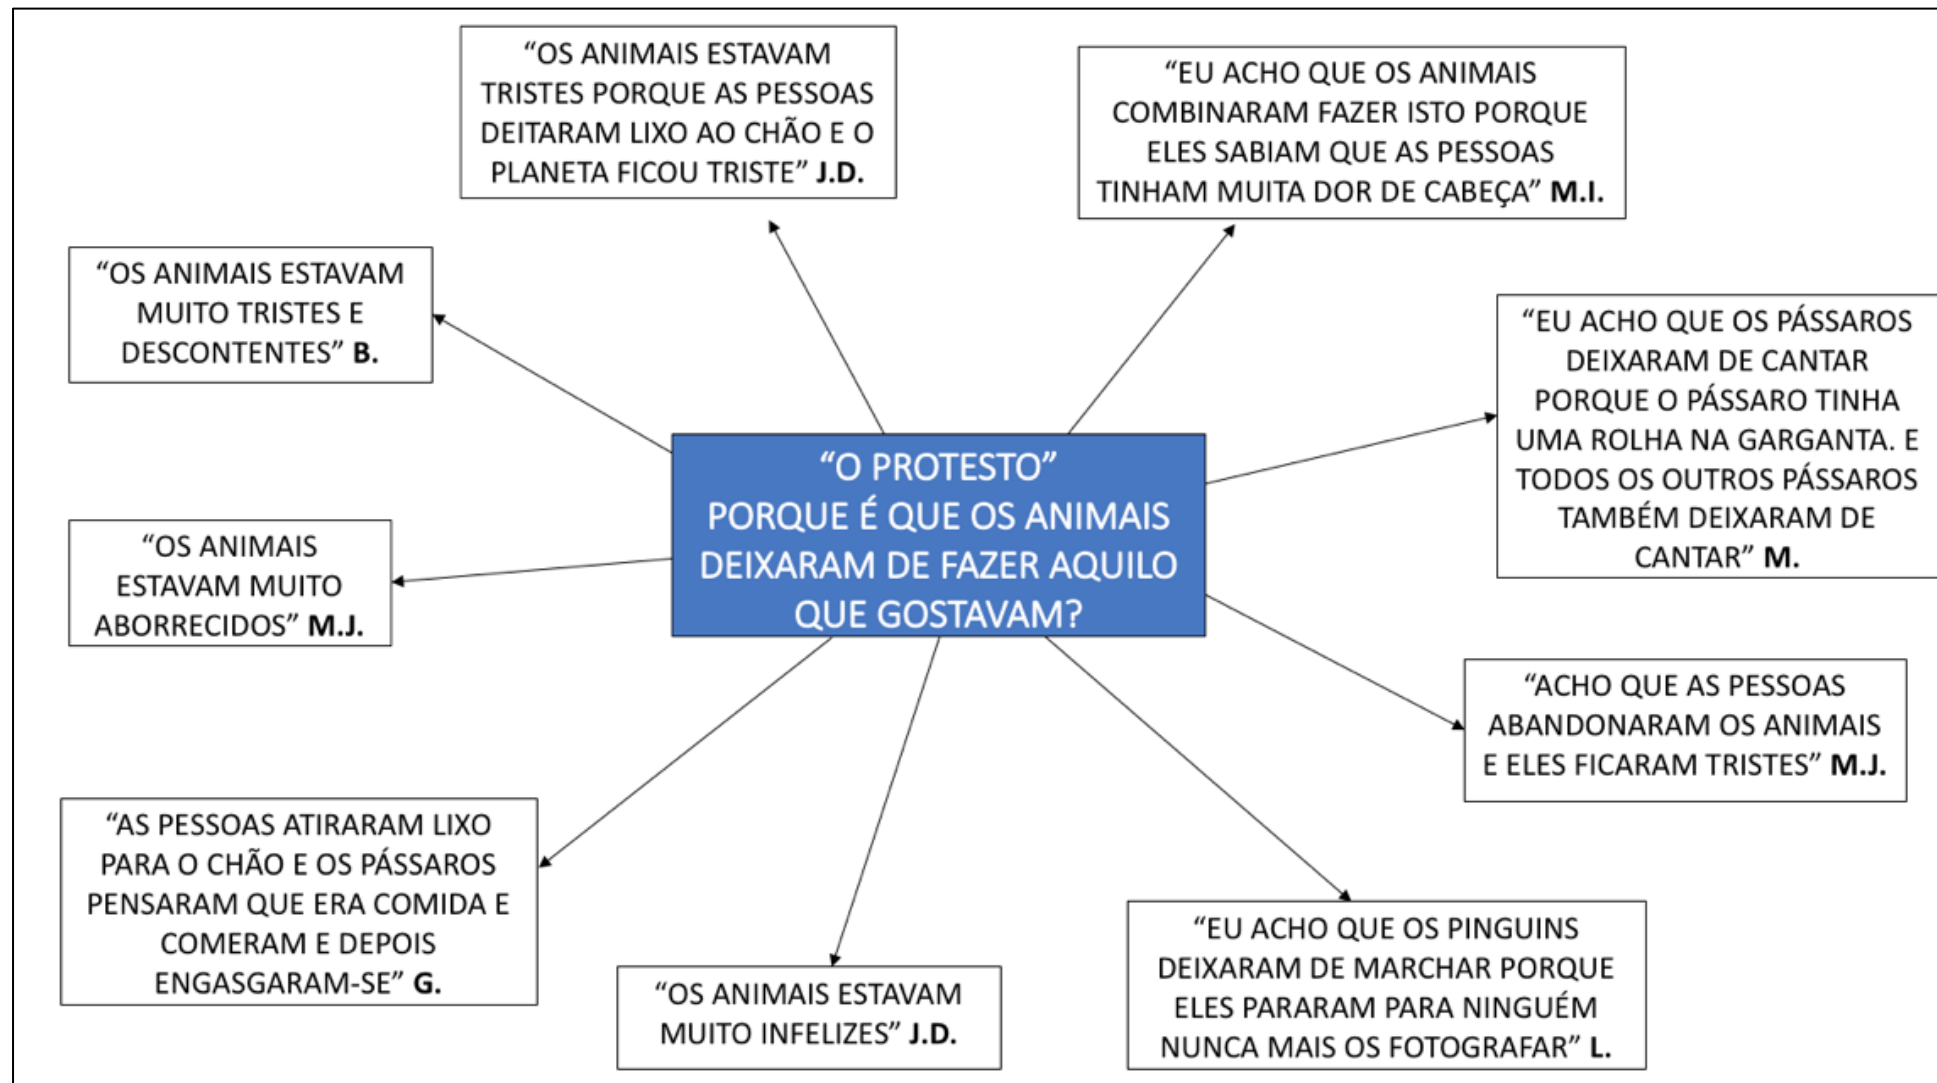 “OS ANIMAIS ESTAVAM
TRISTES PORQUE AS PESSOAS
DEITARAM LIXO AO CHÃO E O
PLANETA FICOU TRISTE” J.D.
“EU ACHO QUE OS ANIMAIS
COMBINARAM FAZER ISTO PORQUE
ELES SABIAM QUE AS PESSOAS
TINHAM MUITA DOR DE CABEÇA” M.I.
“OS ANIMAIS ESTAVAM
MUITO TRISTES E
DESCONTENTES” B.
“EU ACHO QUE OS PÁSSAROS
DEIXARAM DE CANTAR
PORQUE O PÁSSARO TINHA
UMA ROLHA NA GARGANTA. E
TODOS OS OUTROS PÁSSAROS
TAMBÉM DEIXARAM DE
CANTAR” M.
“O PROTESTO”
PORQUE É QUE OS ANIMAIS
DEIXARAM DE FAZER AQUILO
QUE GOSTAVAM?
“OS ANIMAIS
ESTAVAM MUITO
ABORRECIDOS” M.J.
“ACHO QUE AS PESSOAS
ABANDONARAM OS ANIMAIS
E ELES FICARAM TRISTES” M.J.
“AS PESSOAS ATIRARAM LIXO
PARA O CHÃO E OS PÁSSAROS
PENSARAM QUE ERA COMIDA E
COMERAM E DEPOIS
ENGASGARAM-SE” G.
“OS ANIMAIS ESTAVAM
MUITO INFELIZES” J.D.
“EU ACHO QUE OS PINGUINS
DEIXARAM DE MARCHAR PORQUE
ELES PARARAM PARA NINGUÉM
NUNCA MAIS OS FOTOGRAFAR” L.